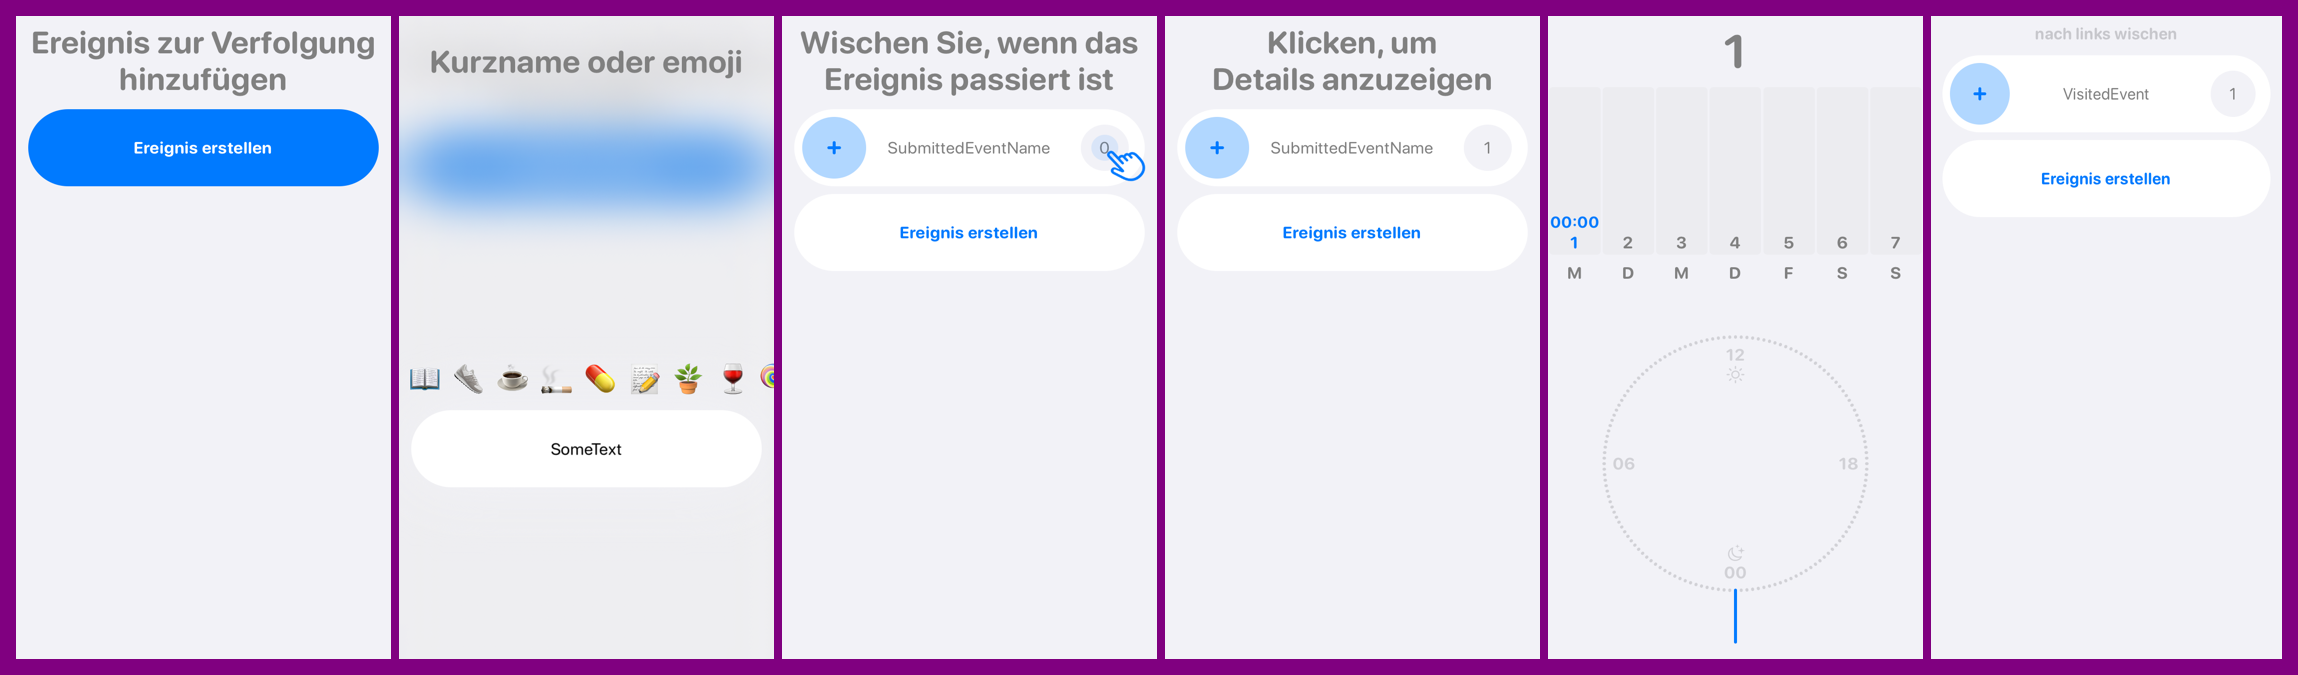 Ereignis zur Verfolgung
hinzufügen
Ereignis erstellen
Kurzname oder emoji
SomeText
Wischen Sie, wenn das
Ereignis passiert ist
+ SubmittedEventName 0
Ereignis erstellen
Klicken, um
Details anzuzeigen
+ SubmittedEventName 1
Ereignis erstellen
1
00:00
1 2 3 4 5 6 7
M D M D F S S
12
06 18
00
nach links wischen
+ VisitedEvent 1
Ereignis erstellen